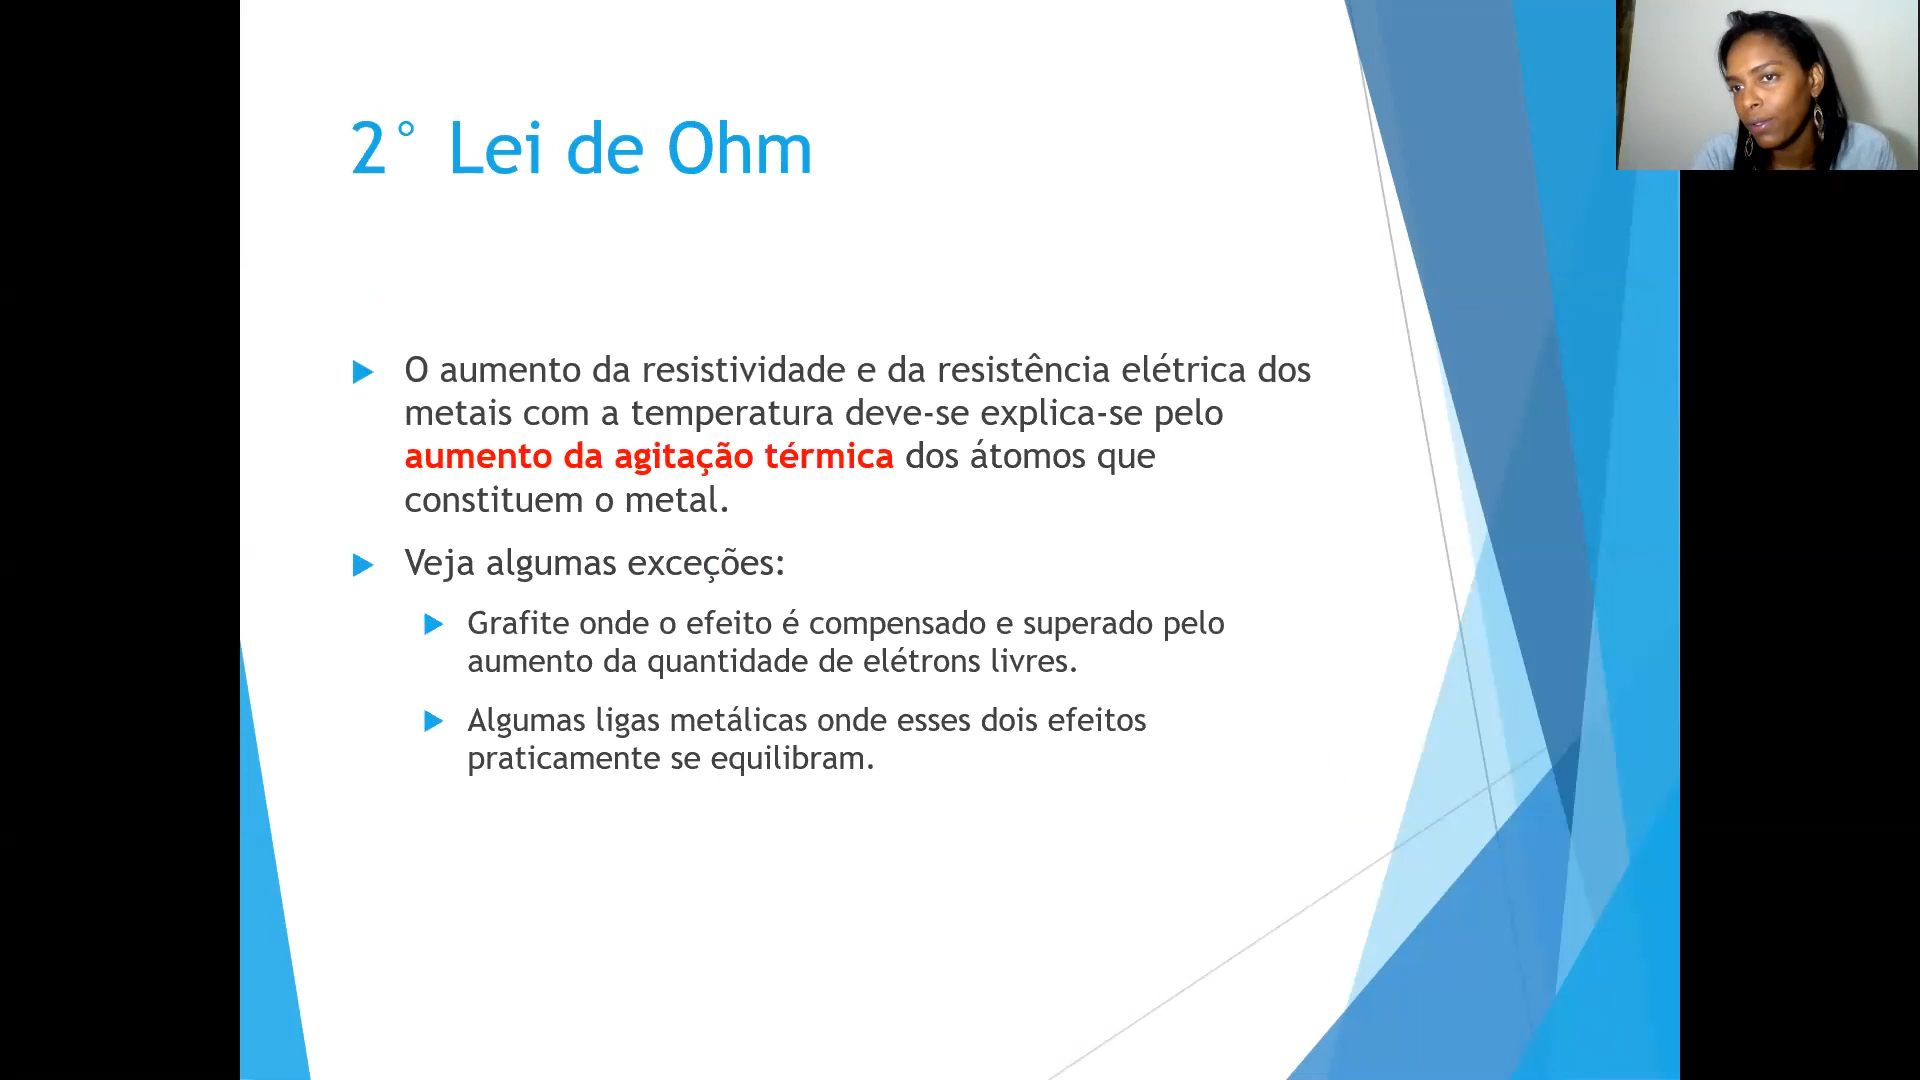 2° Lei de Ohm
O aumento da resistividade e da resistência elétrica dos
metais com a temperatura deve-se explica-se pelo
aumento da agitação térmica dos átomos que
constituem o metal.
Veja algumas exceções:
Grafite onde o efeito é compensado e superado pelo
aumento da quantidade de elétrons livres.
Algumas ligas metálicas onde esses dois efeitos
praticamente se equilibram.